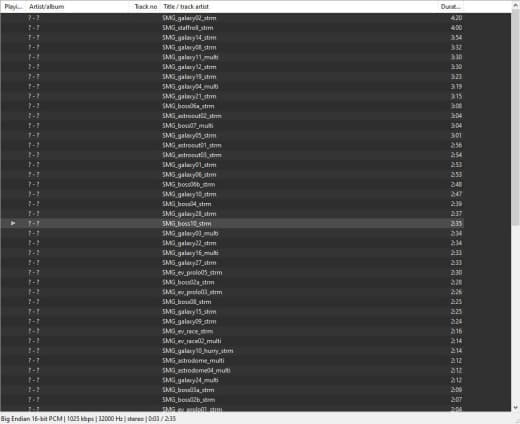 Playi... Artist/album Track no Title / track artist Durat...
? - ? SMG_galaxy02_strm 4:20
? - ? SMG_staffroll_strm 4:00
? - ? SMG_galaxy14_strm 3:54
? - ? SMG_galaxy08_strm 3:32
? - ? SMG_galaxy11_multi 3:30
? - ? SMG_galaxy12_strm 3:30
? - ? SMG_galaxy19_strm 3:23
? - ? SMG_galaxy04_multi 3:19
? - ? SMG_galaxy21_strm 3:15
? - ? SMG_boss06a_strm 3:08
? - ? SMG_astroout02_strm 3:04
? - ? SMG_boss07_multi 3:04
? - ? SMG_galaxy05_strm 3:01
? - ? SMG_astroout01_strm 2:56
? - ? SMG_astroout03_strm 2:54
? - ? SMG_galaxy01_strm 2:53
? - ? SMG_galaxy06_strm 2:53
? - ? SMG_boss06b_strm 2:48
? - ? SMG_galaxy10_strm 2:47
? - ? SMG_boss04_strm 2:39
? - ? SMG_galaxy28_strm 2:37
? - ? SMG_boss10_strm 2:35
? - ? SMG_galaxy03_multi 2:34
? - ? SMG_galaxy22_strm 2:34
? - ? SMG_galaxy16_multi 2:33
? - ? SMG_galaxy27_strm 2:33
? - ? SMG_ev_prolo05_strm 2:30
? - ? SMG_boss02a_strm 2:28
? - ? SMG_ev_prolo03_strm 2:26
? - ? SMG_boss08_strm 2:25
? - ? SMG_galaxy15_strm 2:25
? - ? SMG_galaxy09_strm 2:24
? - ? SMG_ev_race_strm 2:16
? - ? SMG_ev_race02_multi 2:14
? - ? SMG_galaxy10_hurry_strm 2:14
? - ? SMG_astrodome_multi 2:12
? - ? SMG_astrodome04_multi 2:12
? - ? SMG_galaxy24_multi 2:12
? - ? SMG_boss03a_strm 2:09
? - ? SMG_boss02b_strm 2:07
? - ? SMG_ev_prolo01_strm 2:04
Big Endian 16-bit PCM | 1025 kbps | 32000 Hz | stereo | 0:03 / 2:35